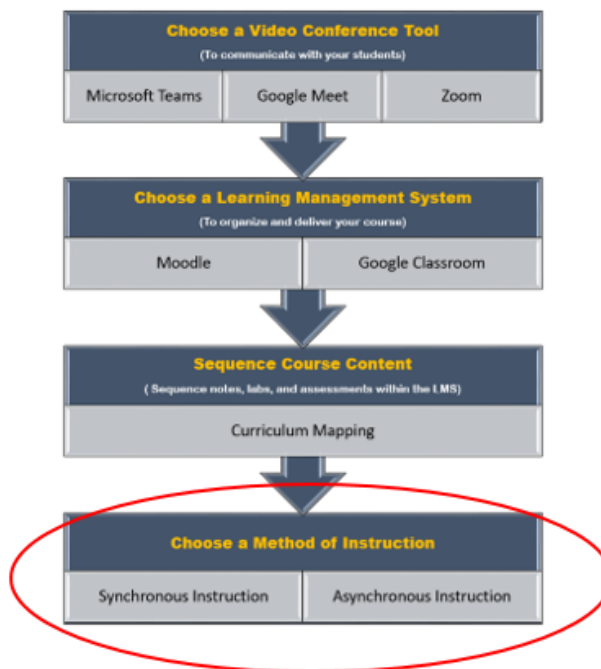 Choose a Video Conference Tool
(To communicate with your students)
Microsoft Teams Google Meet Zoom
Choose a Learning Management System
(To organize and deliver your course)
Moodle Google Classroom
Sequence Course Content
( Sequence notes, labs, and assessments within the LMS)
Curriculum Mapping
Choose a Method of Instruction
Synchronous Instruction Asynchronous Instruction